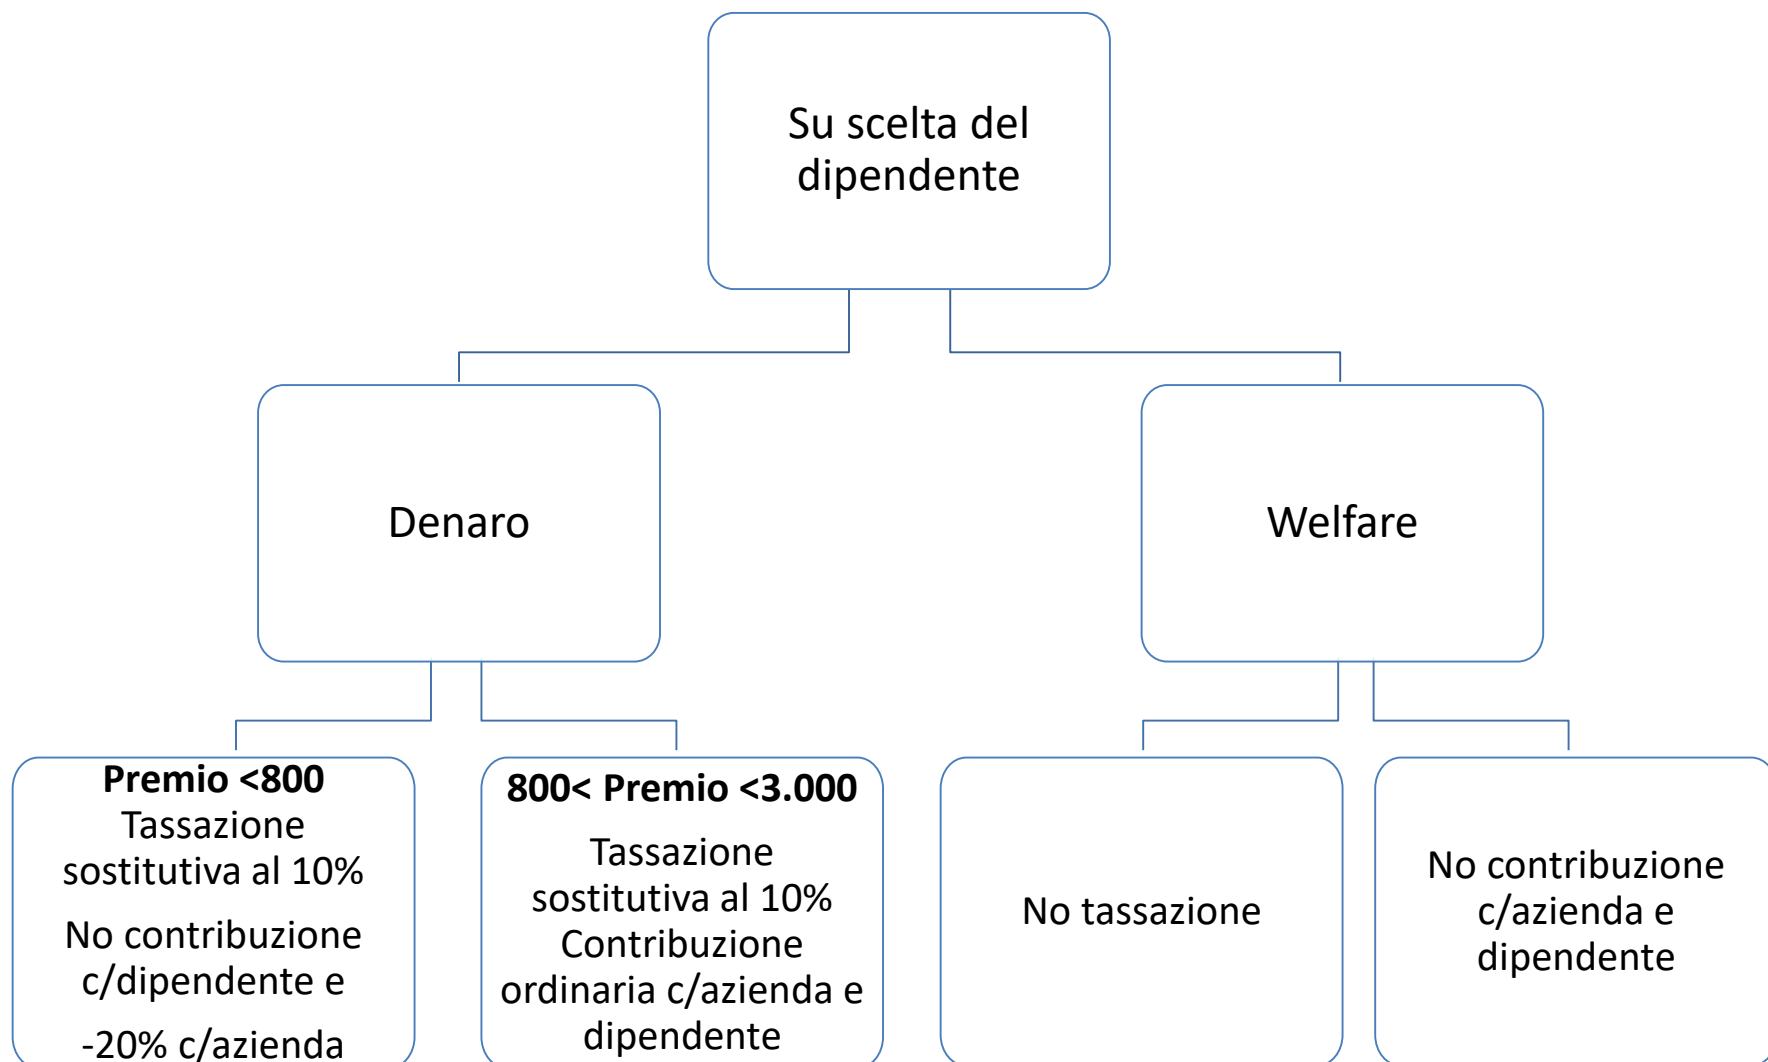 Su scelta del
dipendente
Denaro
Welfare
Premio <800
Tassazione
sostitutiva al 10%
No contribuzione
c/dipendente e
-20% c/azienda
800< Premio <3.000
Tassazione
sostitutiva al 10%
Contribuzione
ordinaria c/azienda e
dipendente
No tassazione
No contribuzione
c/azienda e
dipendente